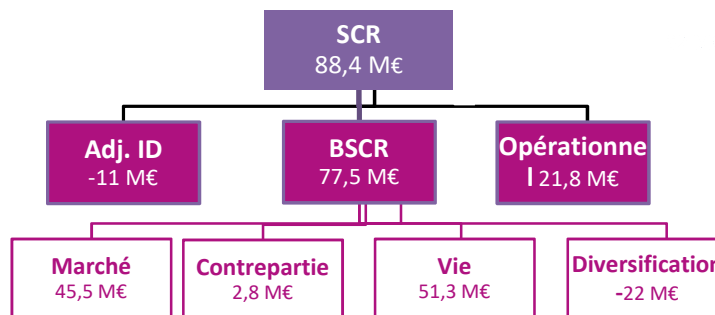 SCR
88,4 M€
Adj. ID
-11 M€
BSCR
77,5 M€
Opérationne
l 21,8 M€
Marché
45,5 M€
Contrepartie
2,8 M€
Vie
51,3 M€
Diversification
-22 M€